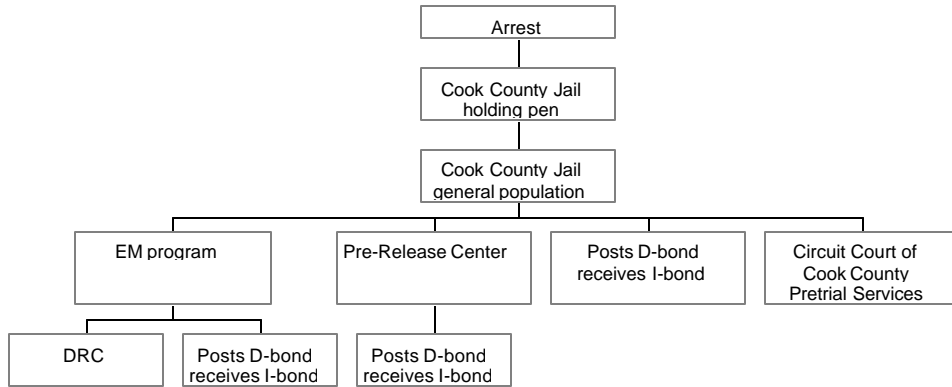 Arrest
Cook County Jail
holding pen
Cook County Jail
general population
EM program
Pre-Release Center
Posts D-bond
receives I-bond
Circuit Court of
Cook County
Pretrial Services
DRC
Posts D-bond
receives I-bond
Posts D-bond
receives I-bond